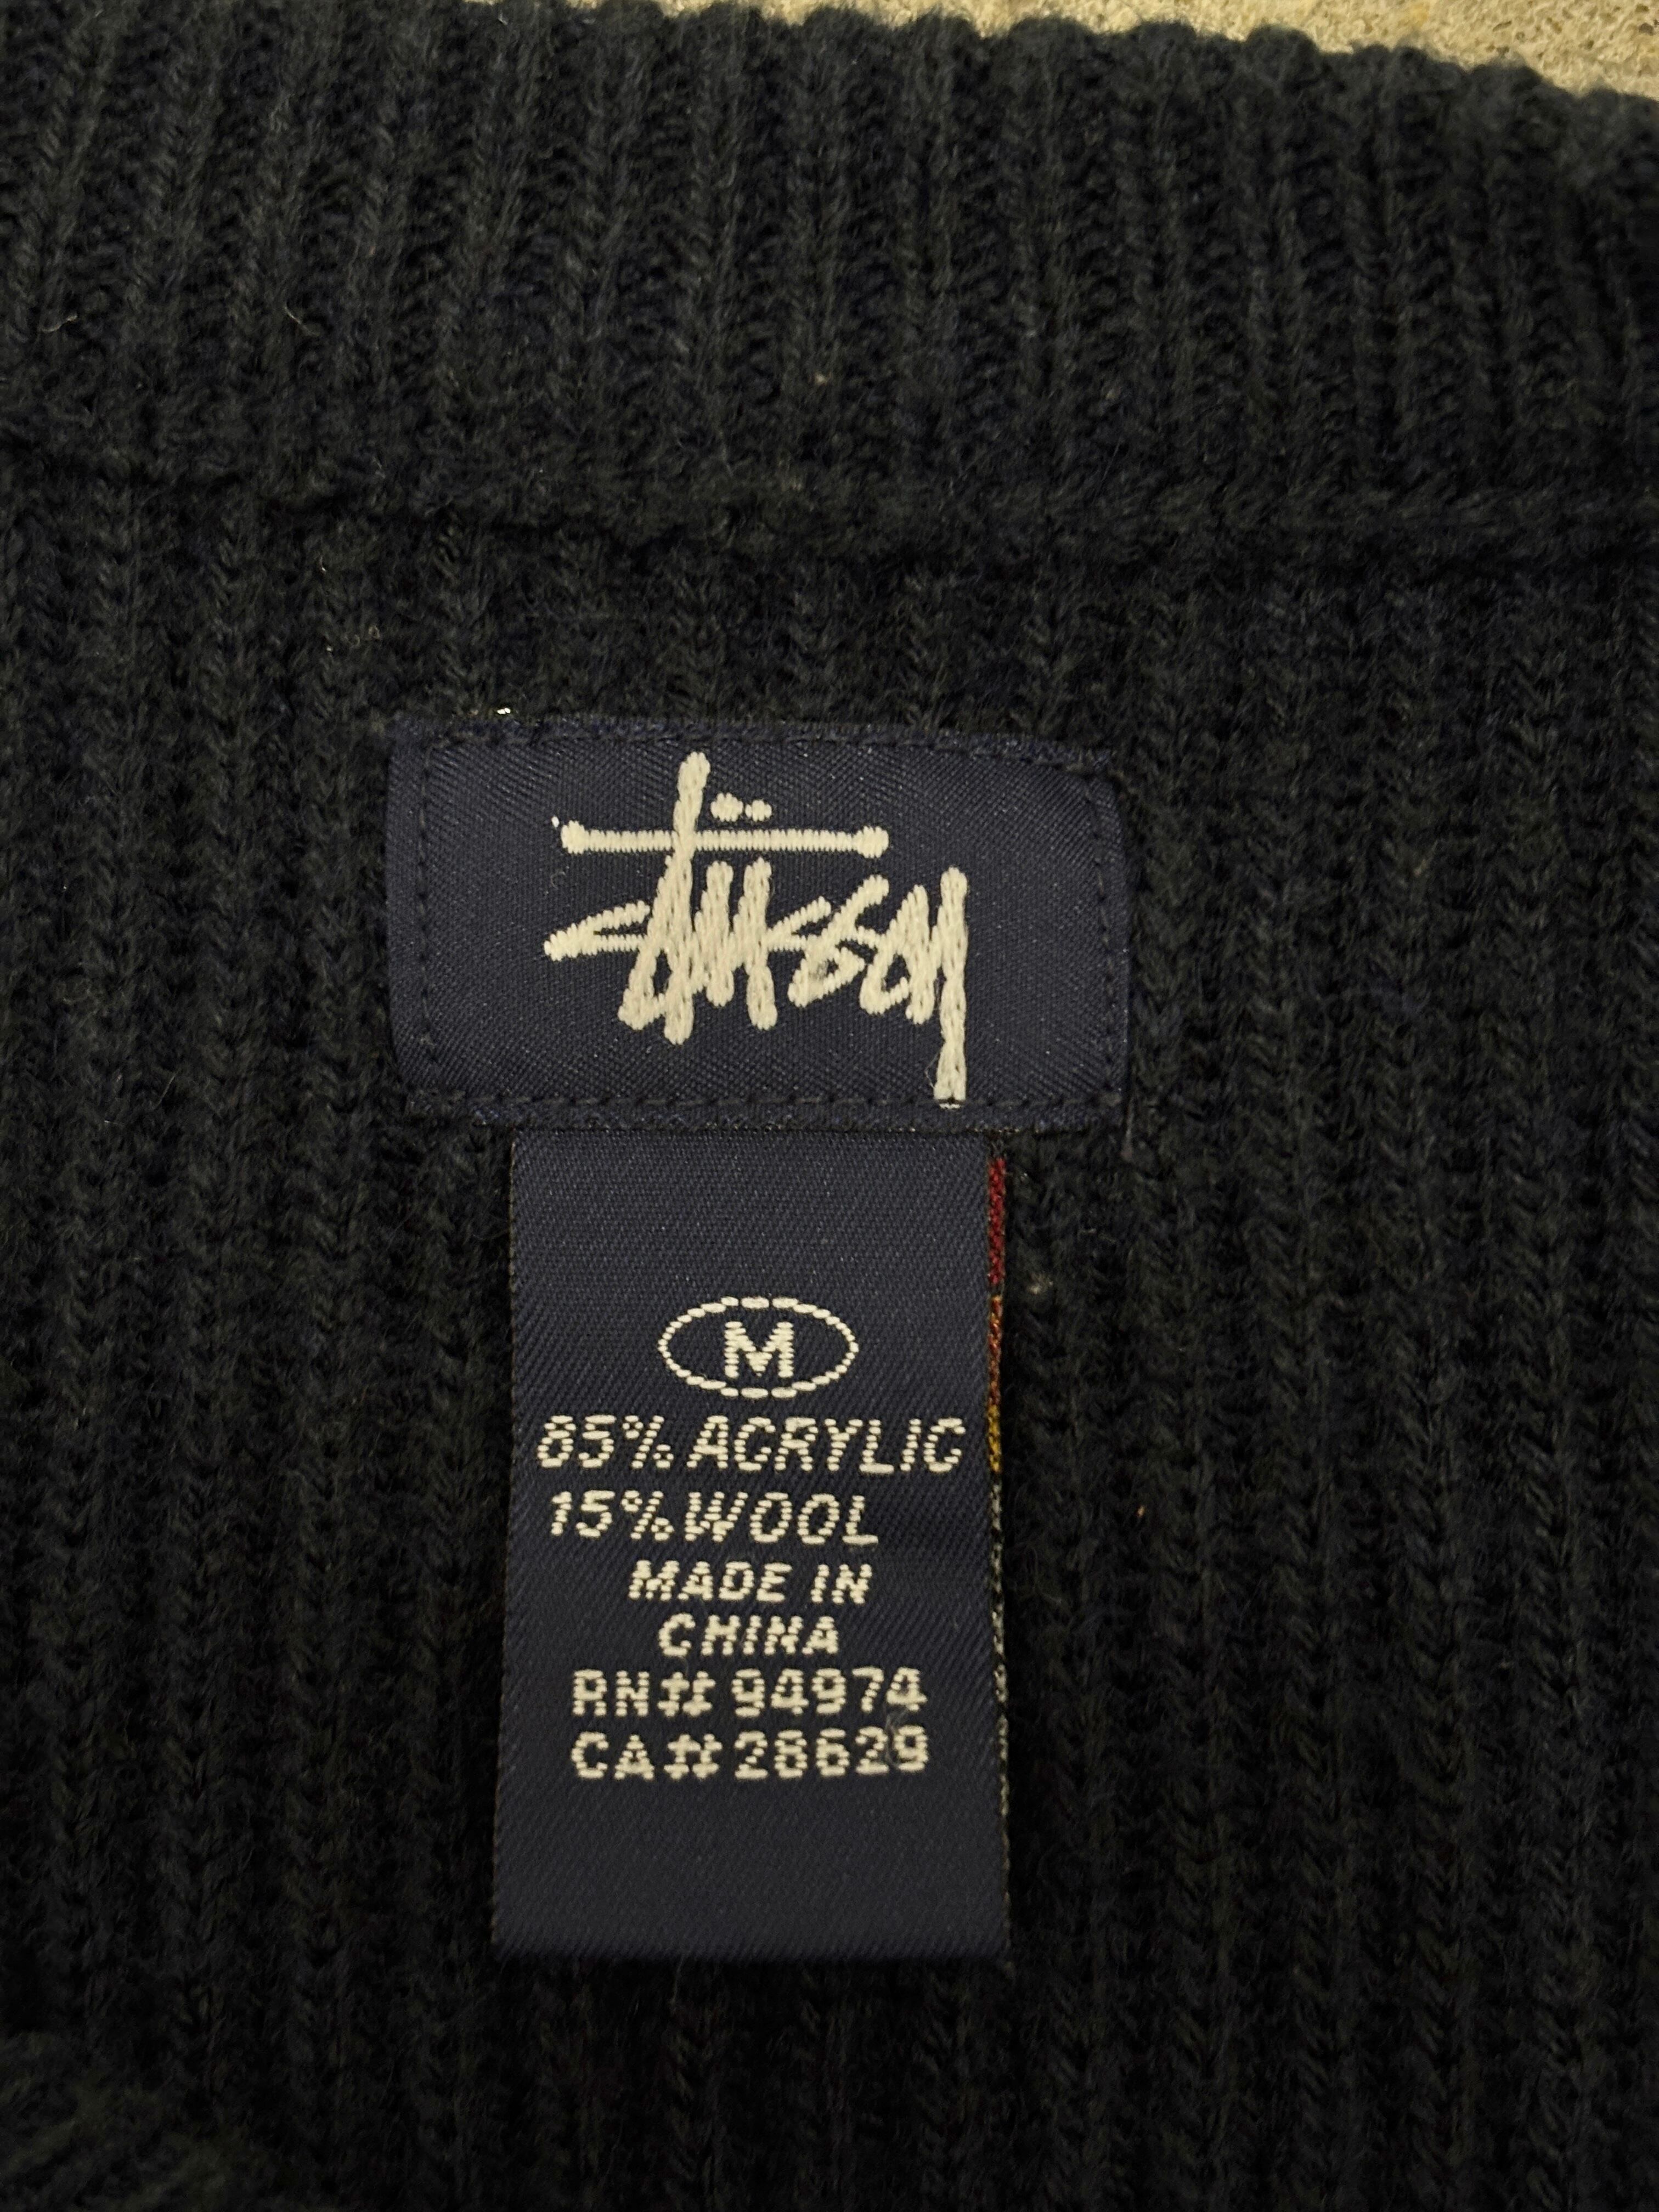 Stüssy
M
85% ACRYLIC
15% WOOL
MADE IN
CHINA
RN# 94974
CA# 28629